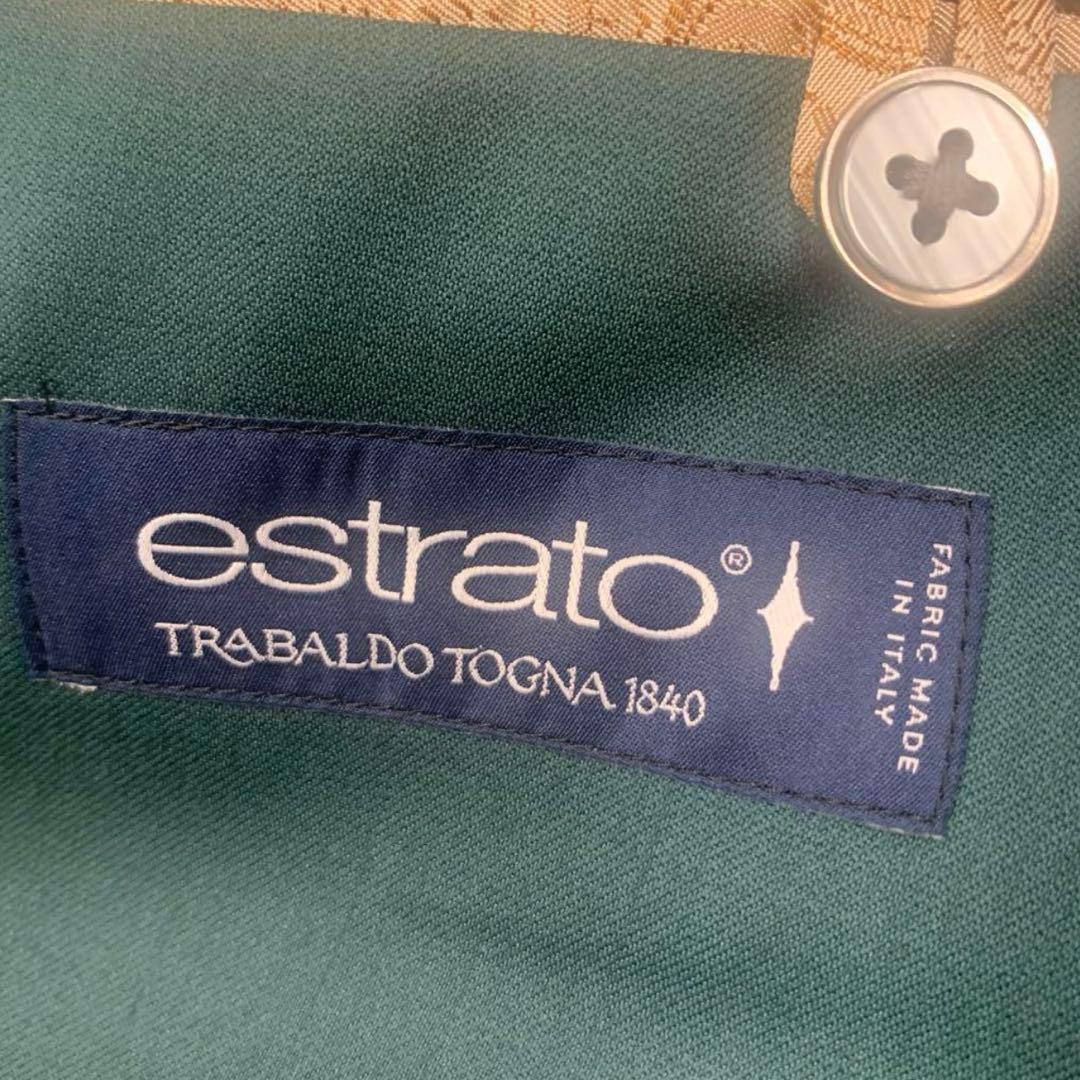 estrato®
TRABALDO TOGNA 1840
FABRIC MADE
IN ITALY